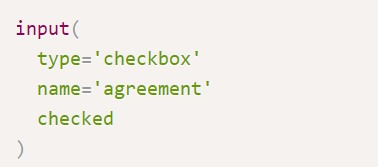 input(
  type='checkbox'
  name='agreement'
  checked
)